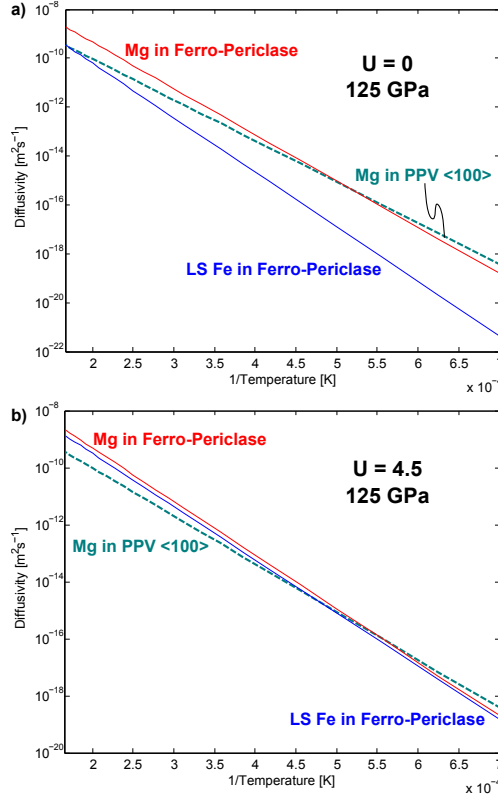 a)
10⁻⁸
Mg in Ferro-Periclase
U = 0
125 GPa
10⁻¹⁰
10⁻¹²
10⁻¹⁴
Mg in PPV <100>
10⁻¹⁶
10⁻¹⁸
LS Fe in Ferro-Periclase
10⁻²⁰
10⁻²²
Diffusivity [m²s⁻¹]
2 2.5 3 3.5 4 4.5 5 5.5 6 6.5 7
1/Temperature [K]
x 10⁻
b)
10⁻⁸
Mg in Ferro-Periclase
U = 4.5
125 GPa
10⁻¹⁰
10⁻¹²
Mg in PPV <100>
10⁻¹⁴
10⁻¹⁶
10⁻¹⁸
LS Fe in Ferro-Periclase
10⁻²⁰
Diffusivity [m²s⁻¹]
2 2.5 3 3.5 4 4.5 5 5.5 6 6.5 7
1/Temperature [K]
x 10⁻